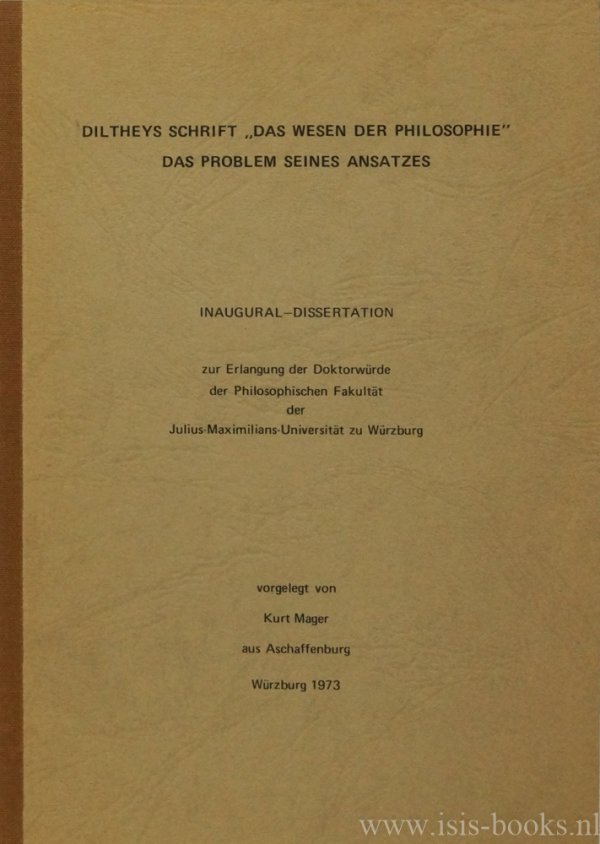 DILTHEYS SCHRIFT „DAS WESEN DER PHILOSOPHIE"
DAS PROBLEM SEINES ANSATZES
INAUGURAL–DISSERTATION
zur Erlangung der Doktorwürde
der Philosophischen Fakultät
der
Julius-Maximilians-Universität zu Würzburg
vorgelegt von
Kurt Mager
aus Aschaffenburg
Würzburg 1973
www.isis-books.nl